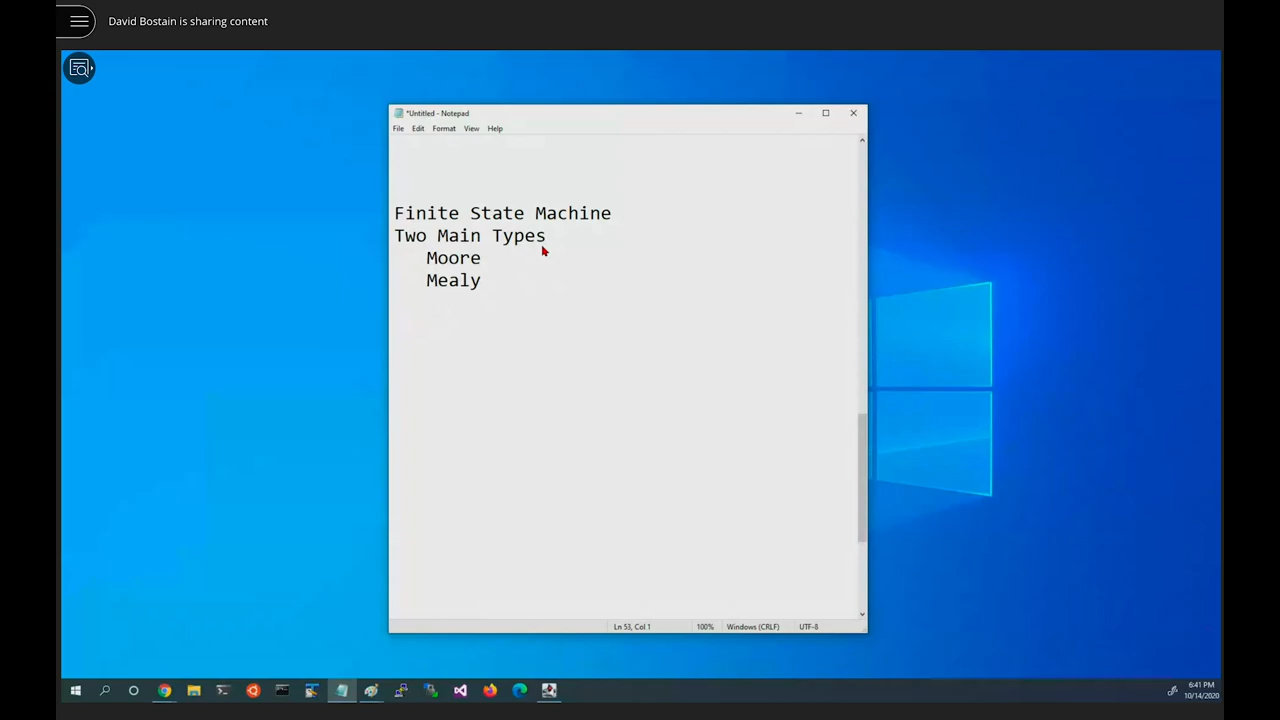 David Bostain is sharing content
*Untitled - Notepad
File Edit Format View Help
Finite State Machine
Two Main Types
Moore
Mealy
Ln 53, Col 1 100% Windows (CRLF) UTF-8
6:41 PM
10/14/2020